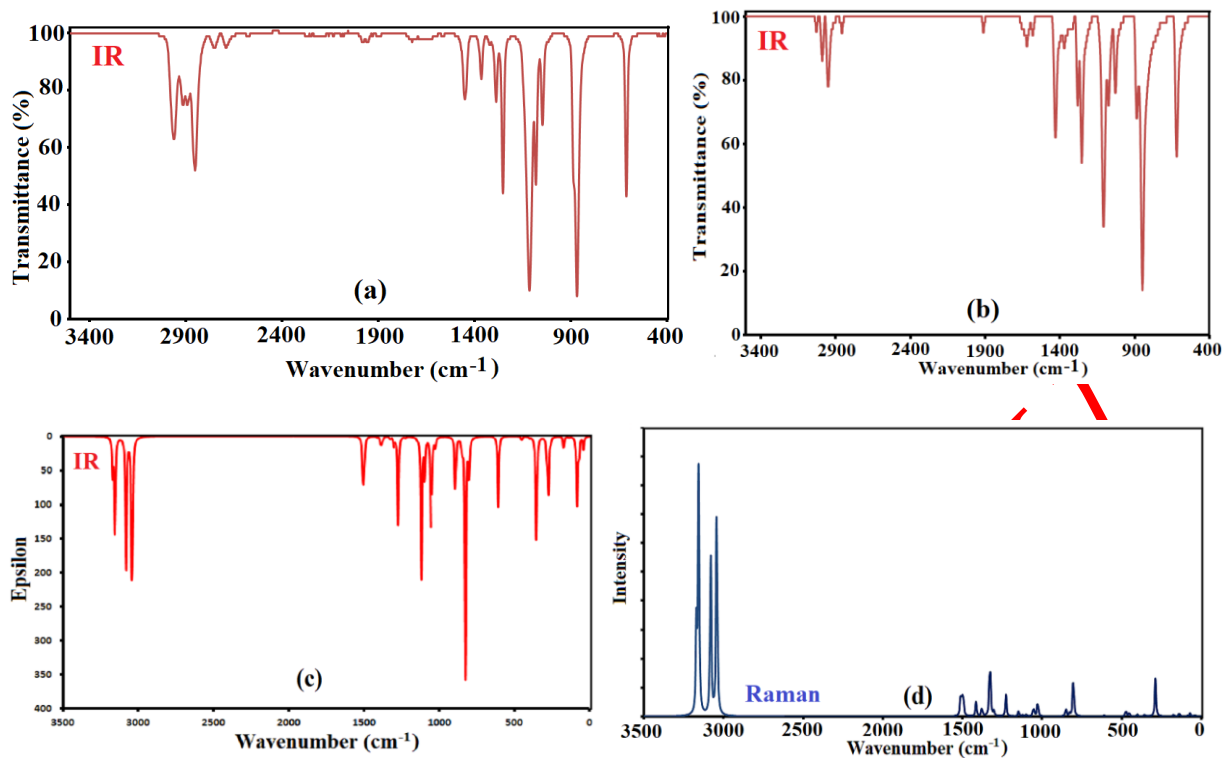 IR
100
80
60
40
20
0
Transmittance (%)
(a)
3400 2900 2400 1900 1400 900 400
Wavenumber (cm-1)
IR
100
80
60
40
20
0
Transmittance (%)
(b)
3400 2900 2400 1900 1400 900 400
Wavenumber (cm-1)
IR
0
50
100
150
200
250
300
350
400
Epsilon
(c)
3500 3000 2500 2000 1500 1000 500 0
Wavenumber (cm-1)
Intensity
Raman
(d)
3500 3000 2500 2000 1500 1000 500 0
Wavenumber (cm-1)